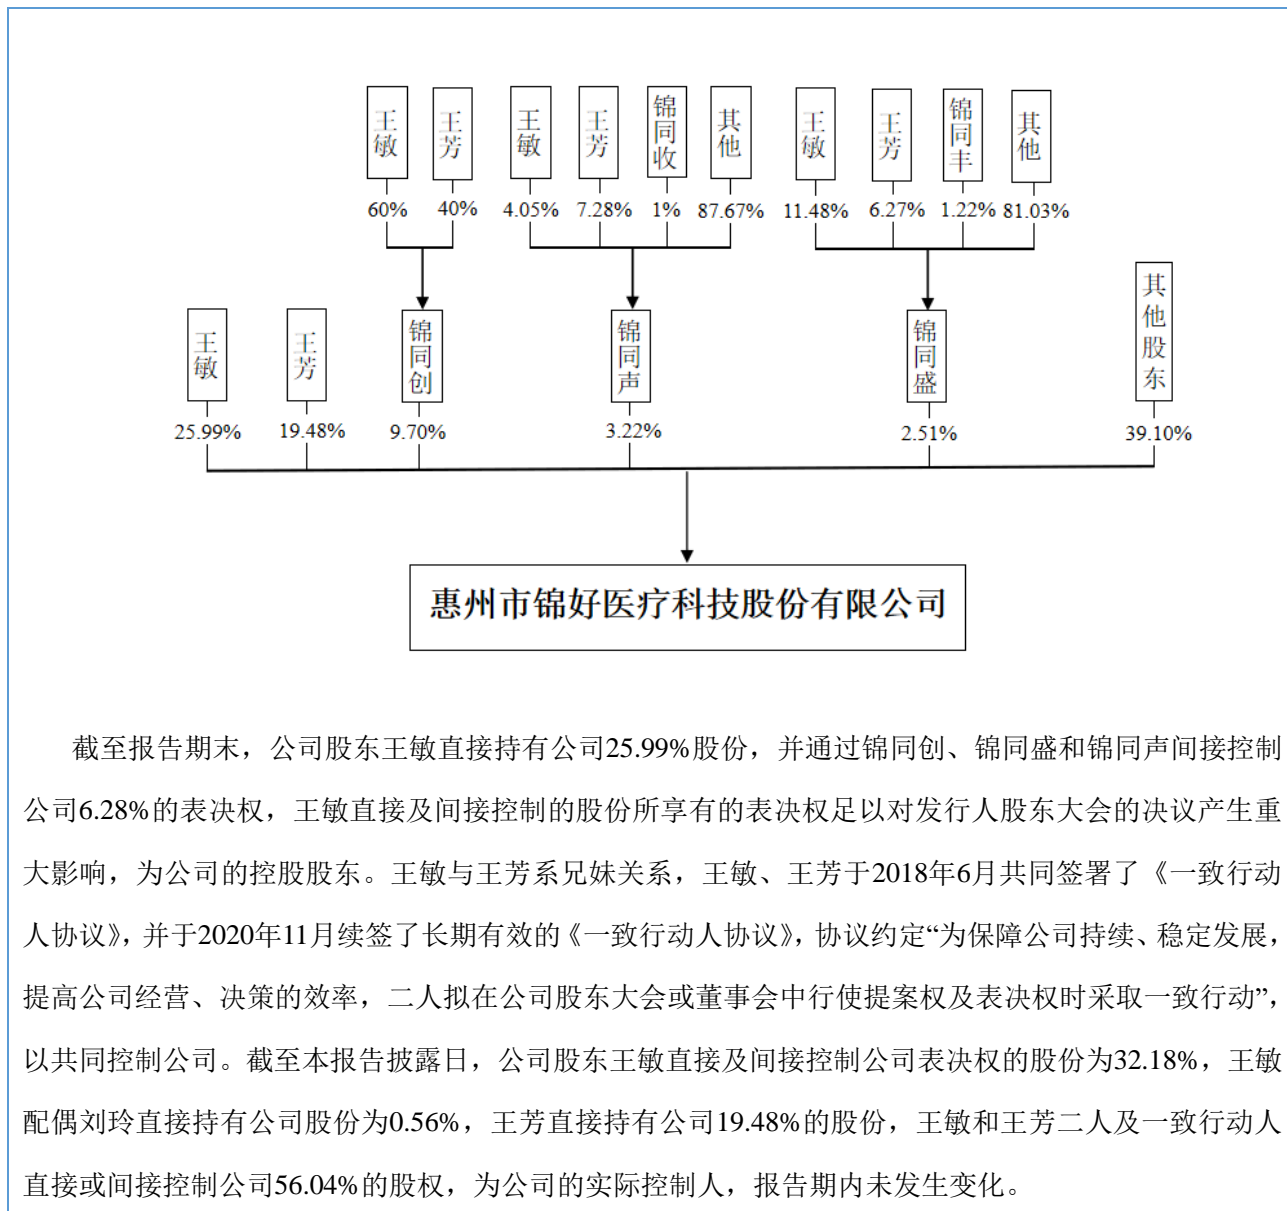 王敏
王芳
王敏
王芳
锦同收
其他
王敏
王芳
锦同丰
其他
60%
40%
4.05%
7.28%
1%
87.67%
11.48%
6.27%
1.22%
81.03%
王敏
王芳
锦同创
锦同声
锦同盛
其他股东
25.99%
19.48%
9.70%
3.22%
2.51%
39.10%
惠州市锦好医疗科技股份有限公司
截至报告期末，公司股东王敏直接持有公司25.99%股份，并通过锦同创、锦同盛和锦同声间接控制
公司6.28%的表决权，王敏直接及间接控制的股份所享有的表决权足以对发行人股东大会的决议产生重
大影响，为公司的控股股东。王敏与王芳系兄妹关系，王敏、王芳于2018年6月共同签署了《一致行动
人协议》，并于2020年11月续签了长期有效的《一致行动人协议》，协议约定“为保障公司持续、稳定发展，
提高公司经营、决策的效率，二人拟在公司股东大会或董事会中行使提案权及表决权时采取一致行动”，
以共同控制公司。截至本报告披露日，公司股东王敏直接及间接控制公司表决权的股份为32.18%，王敏
配偶刘玲直接持有公司股份为0.56%，王芳直接持有公司19.48%的股份，王敏和王芳二人及一致行动人
直接或间接控制公司56.04%的股权，为公司的实际控制人，报告期内未发生变化。